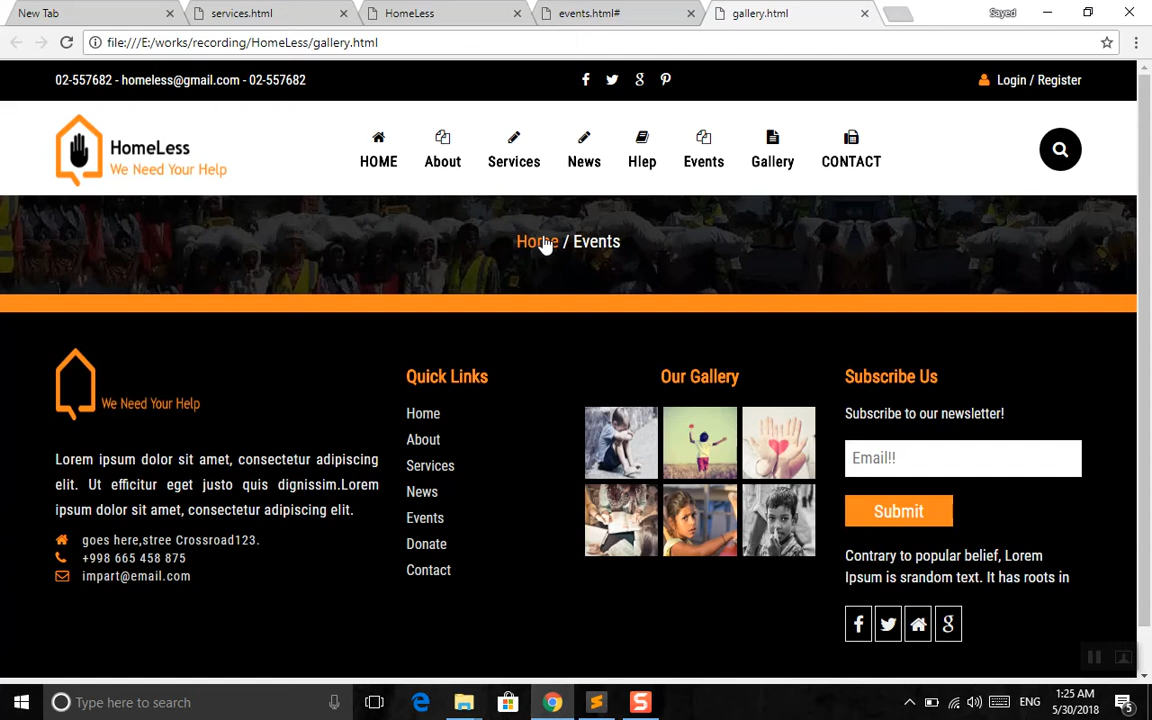 New Tab
services.html
HomeLess
events.html#
gallery.html
Sayed
file:///E:/works/recording/HomeLess/gallery.html
02-557682 - homeless@gmail.com - 02-557682
Login / Register
HomeLess
We Need Your Help
HOME
About
Services
News
Hlep
Events
Gallery
CONTACT
Home / Events
We Need Your Help
Lorem ipsum dolor sit amet, consectetur adipiscing
elit. Ut efficitur eget justo quis dignissim.Lorem
ipsum dolor sit amet, consectetur adipiscing elit.
goes here,stree Crossroad123.
+998 665 458 875
impart@email.com
Quick Links
Home
About
Services
News
Events
Donate
Contact
Our Gallery
Subscribe Us
Subscribe to our newsletter!
Email!!
Submit
Contrary to popular belief, Lorem
Ipsum is srandom text. It has roots in
Type here to search
ENG
1:25 AM
5/30/2018
5